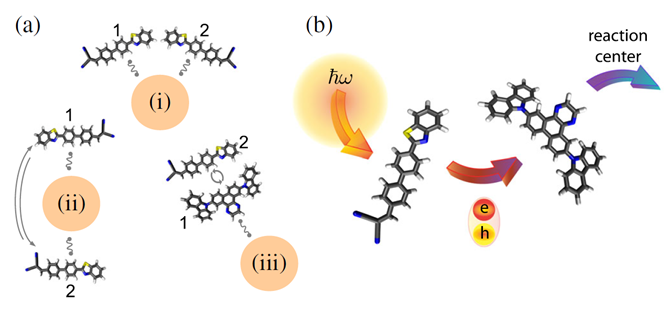 (a)
1
2
(i)
1
(ii)
2
2
1
(iii)
(b)
ħω
e
h
reaction
center